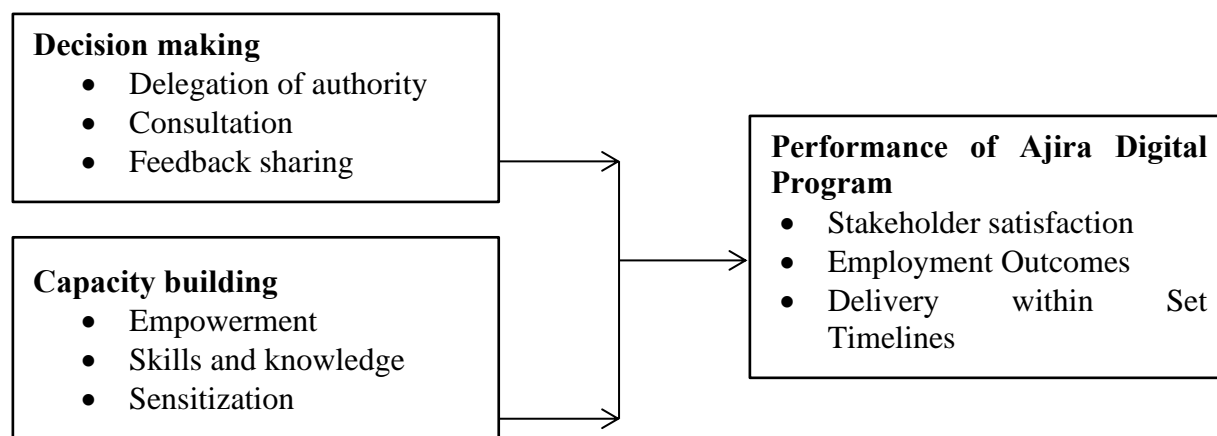 Decision making
• Delegation of authority
• Consultation
• Feedback sharing
Capacity building
• Empowerment
• Skills and knowledge
• Sensitization
Performance of Ajira Digital
Program
• Stakeholder satisfaction
• Employment Outcomes
• Delivery within Set
Timelines